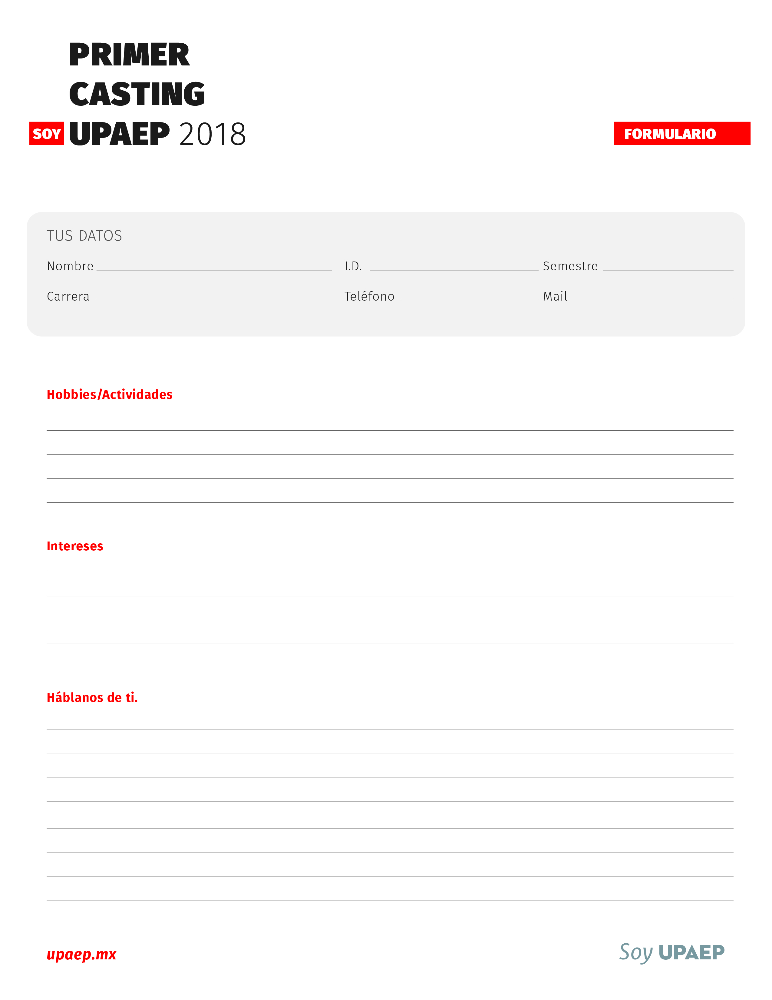 PRIMER
CASTING
SOY UPAEP 2018
FORMULARIO
TUS DATOS
Nombre I.D. Semestre
Carrera Teléfono Mail
Hobbies/Actividades
Intereses
Háblanos de ti.
upaep.mx
Soy UPAEP